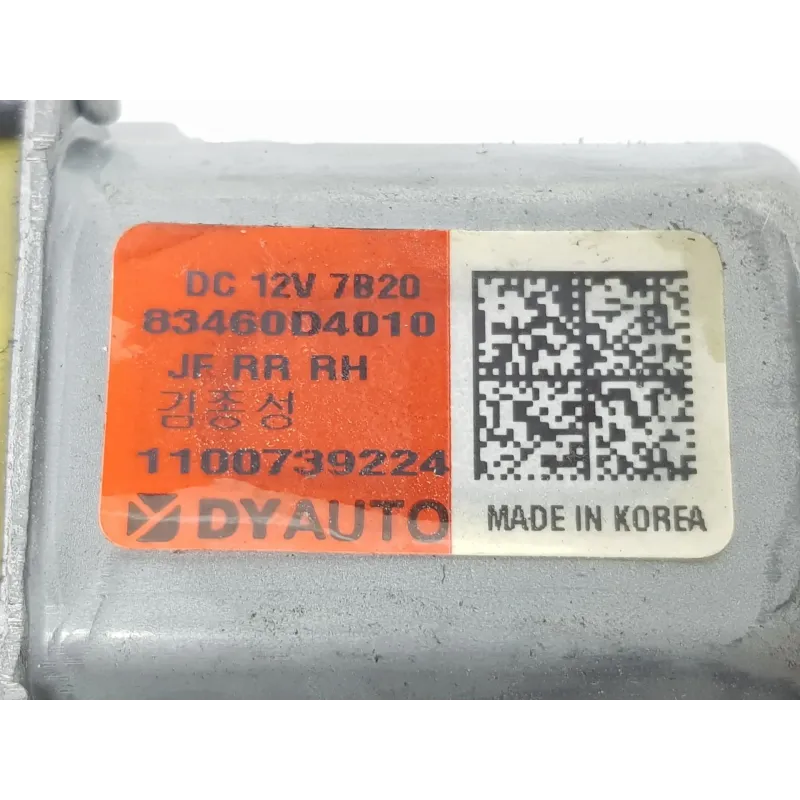 DC 12V 7B20
83460D4010
JF RR RH
김종성
1100739224
DYAUTO
MADE IN KOREA